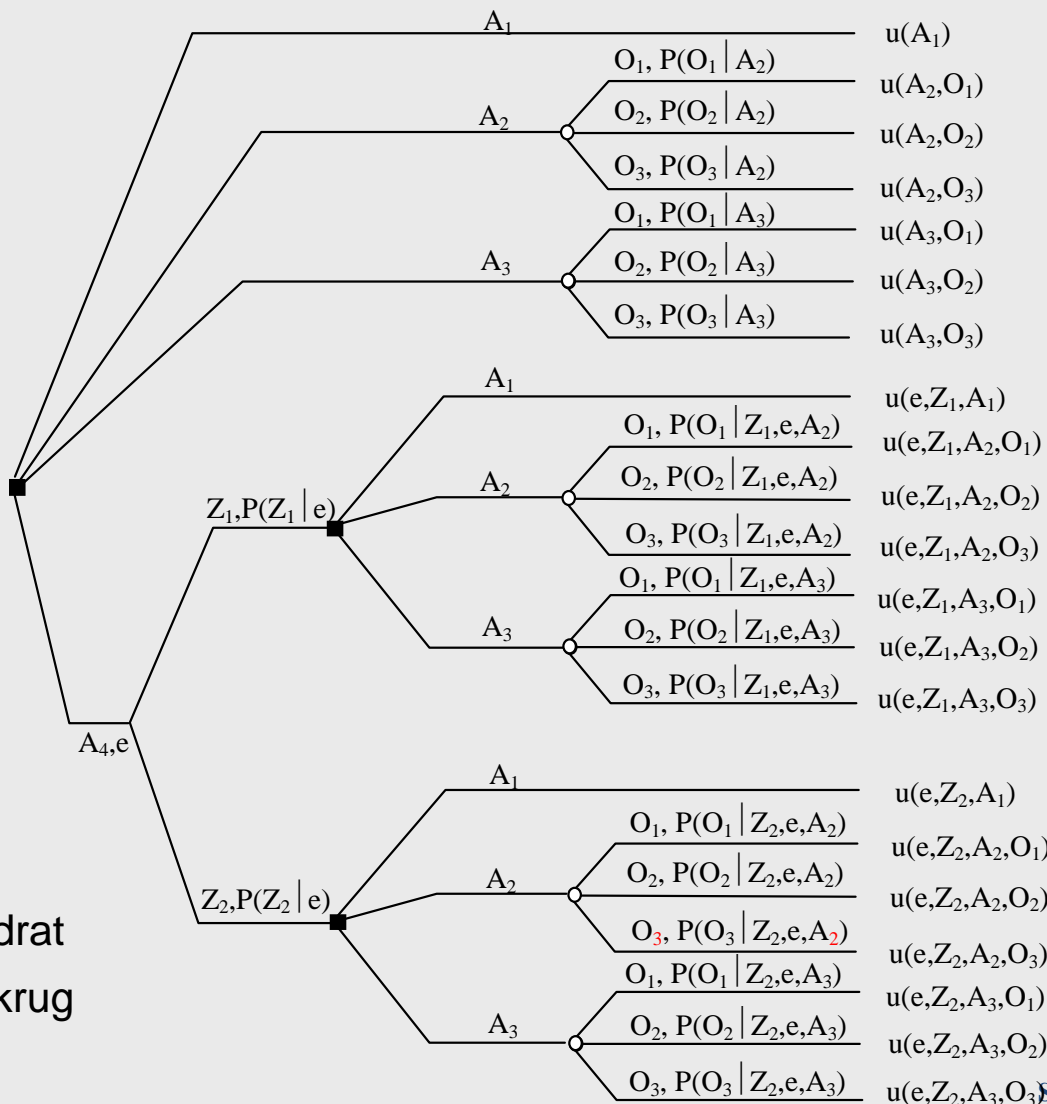 A₁ u(A₁)
O₁, P(O₁|A₂) u(A₂,O₁)
A₂ O₂, P(O₂|A₂) u(A₂,O₂)
O₃, P(O₃|A₂) u(A₂,O₃)
O₁, P(O₁|A₃) u(A₃,O₁)
A₃ O₂, P(O₂|A₃) u(A₃,O₂)
O₃, P(O₃|A₃) u(A₃,O₃)
A₁ u(e,Z₁,A₁)
O₁, P(O₁|Z₁,e,A₂) u(e,Z₁,A₂,O₁)
Z₁,P(Z₁|e) A₂ O₂, P(O₂|Z₁,e,A₂) u(e,Z₁,A₂,O₂)
O₃, P(O₃|Z₁,e,A₂) u(e,Z₁,A₂,O₃)
O₁, P(O₁|Z₁,e,A₃) u(e,Z₁,A₃,O₁)
A₃ O₂, P(O₂|Z₁,e,A₃) u(e,Z₁,A₃,O₂)
O₃, P(O₃|Z₁,e,A₃) u(e,Z₁,A₃,O₃)
A₄,e
A₁ u(e,Z₂,A₁)
O₁, P(O₁|Z₂,e,A₂) u(e,Z₂,A₂,O₁)
Z₂,P(Z₂|e) A₂ O₂, P(O₂|Z₂,e,A₂) u(e,Z₂,A₂,O₂)
drat O₃, P(O₃|Z₂,e,A₂) u(e,Z₂,A₂,O₃)
krug O₁, P(O₁|Z₂,e,A₃) u(e,Z₂,A₃,O₁)
A₃ O₂, P(O₂|Z₂,e,A₃) u(e,Z₂,A₃,O₂)
O₃, P(O₃|Z₂,e,A₃) u(e,Z₂,A₃,O₃)